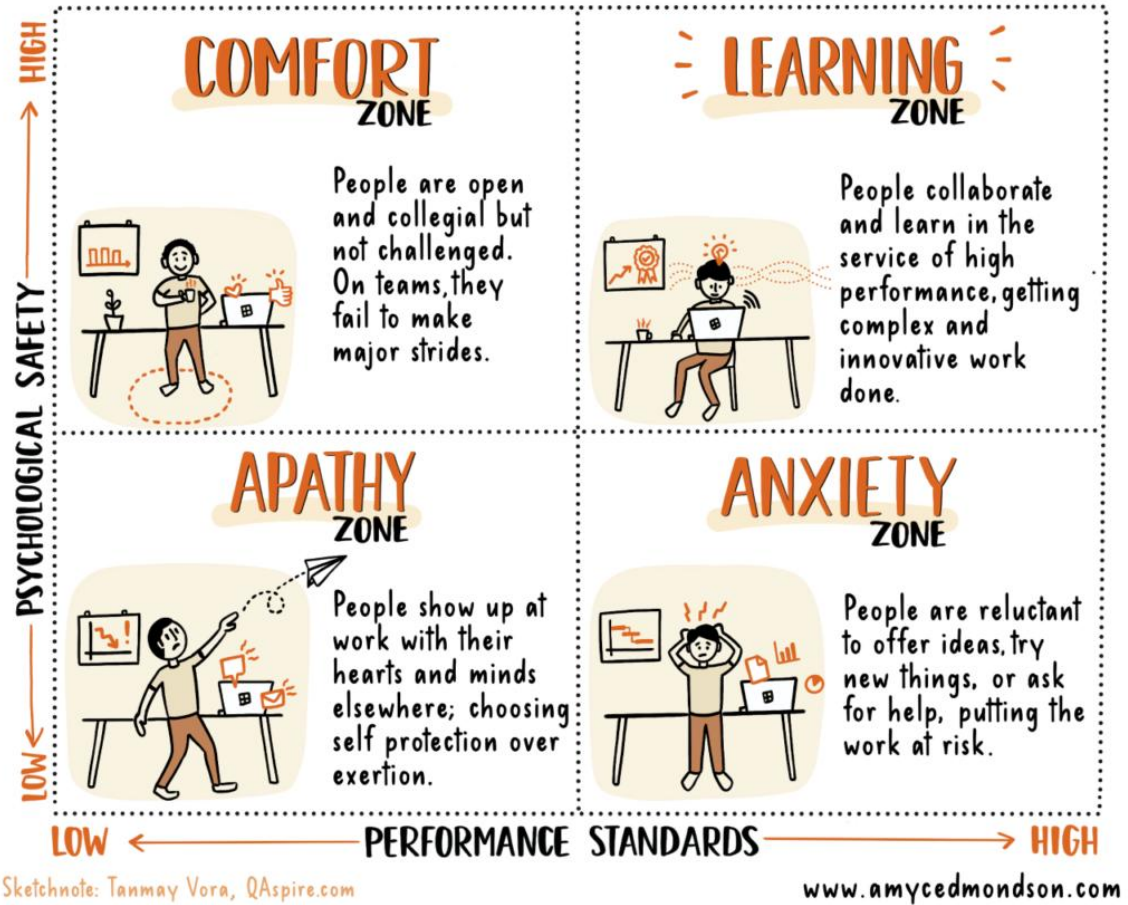 HIGH
PSYCHOLOGICAL SAFETY
LOW
COMFORT
ZONE
People are open
and collegial but
not challenged.
On teams, they
fail to make
major strides.
LEARNING
ZONE
People collaborate
and learn in the
service of high
performance, getting
complex and
innovative work
done.
APATHY
ZONE
People show up at
work with their
hearts and minds
elsewhere; choosing
self protection over
exertion.
ANXIETY
ZONE
People are reluctant
to offer ideas, try
new things, or ask
for help, putting the
work at risk.
LOW
PERFORMANCE STANDARDS
HIGH
Sketchnote: Tanmay Vora, QAspire.com
www.amycedmondson.com